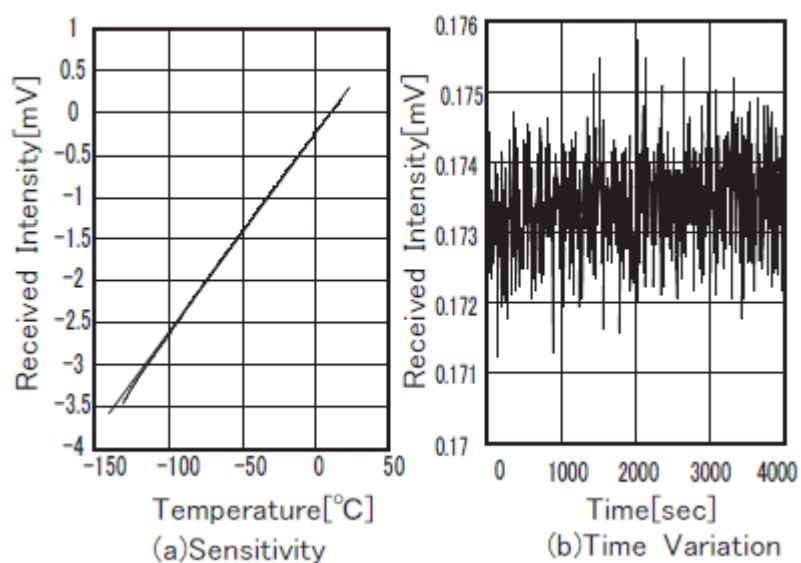 1
0.5
0
-0.5
-1
-1.5
-2
-2.5
-3
-3.5
-4
Received Intensity[mV]
-150 -100 -50 0 50
Temperature[°C]
(a)Sensitivity
0.176
0.175
0.174
0.173
0.172
0.171
0.17
Received Intensity[mV]
0 1000 2000 3000 4000
Time[sec]
(b)Time Variation